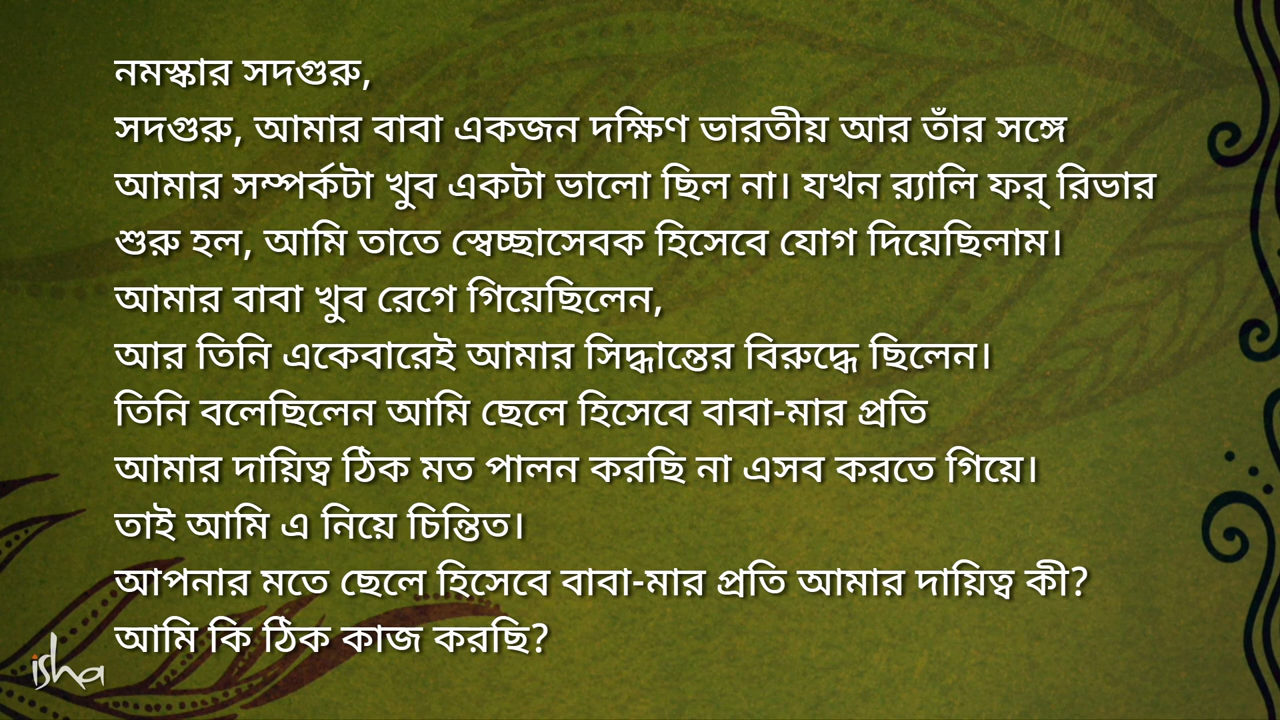 নমস্কার সদগুরু,
সদগুরু, আমার বাবা একজন দক্ষিণ ভারতীয় আর তাঁর সঙ্গে
আমার সম্পর্কটা খুব একটা ভালো ছিল না। যখন র‍্যালি ফর্ রিভার
শুরু হল, আমি তাতে স্বেচ্ছাসেবক হিসেবে যোগ দিয়েছিলাম।
আমার বাবা খুব রেগে গিয়েছিলেন,
আর তিনি একেবারেই আমার সিদ্ধান্তের বিরুদ্ধে ছিলেন।
তিনি বলেছিলেন আমি ছেলে হিসেবে বাবা-মার প্রতি
আমার দায়িত্ব ঠিক মত পালন করছি না এসব করতে গিয়ে।
তাই আমি এ নিয়ে চিন্তিত।
আপনার মতে ছেলে হিসেবে বাবা-মার প্রতি আমার দায়িত্ব কী?
আমি কি ঠিক কাজ করছি?
isha